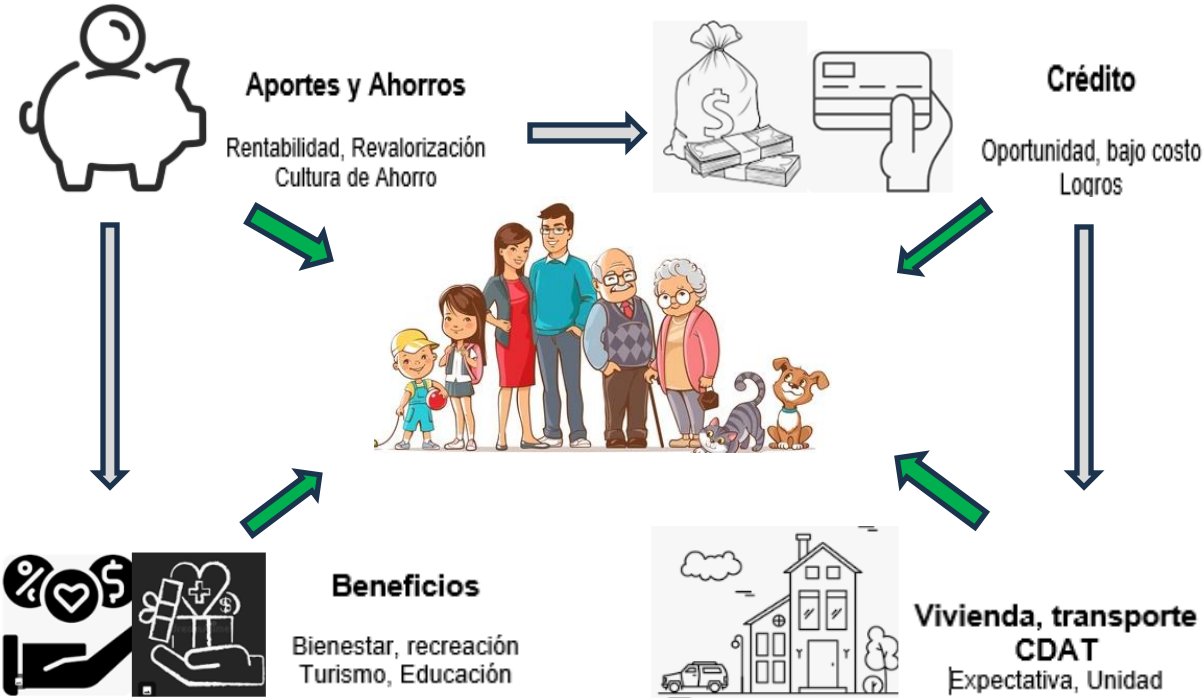 Aportes y Ahorros
Rentabilidad, Revalorización
Cultura de Ahorro
$
Crédito
Oportunidad, bajo costo
Logros
% $
$
Beneficios
Bienestar, recreación
Turismo, Educación
Vivienda, transporte
CDAT
Expectativa, Unidad